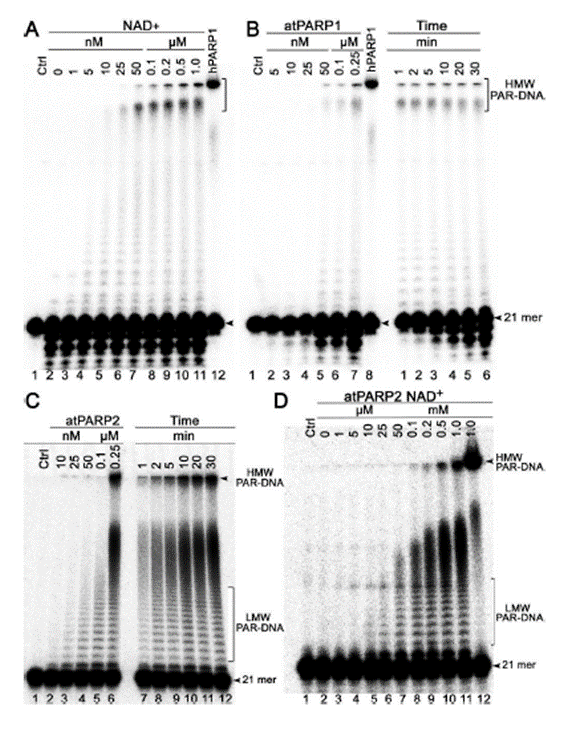 A
NAD+
nM
µM
Ctrl 0 1 5 10 25 50 0.1 0.2 0.5 1.0 hPARP1
1 2 3 4 5 6 7 8 9 10 11 12
B
atPARP1
nM
µM
Ctrl 5 10 25 50 0.1 0.25 hPARP1
Time
min
1 2 5 10 20 30
HMW
PAR-DNA
21 mer
1 2 3 4 5 6 7 8
1 2 3 4 5 6
C
atPARP2
nM
µM
Ctrl 10 25 50 0.1 0.25
Time
min
1 2 5 10 20 30
HMW
PAR-DNA
LMW
PAR-DNA
21 mer
1 2 3 4 5 6 7 8 9 10 11 12
D
atPARP2 NAD+
µM
mM
Ctrl 0 1 5 10 25 50 0.1 0.2 0.5 1.0 1.0
HMW
PAR-DNA
LMW
PAR-DNA
21 mer
1 2 3 4 5 6 7 8 9 10 11 12